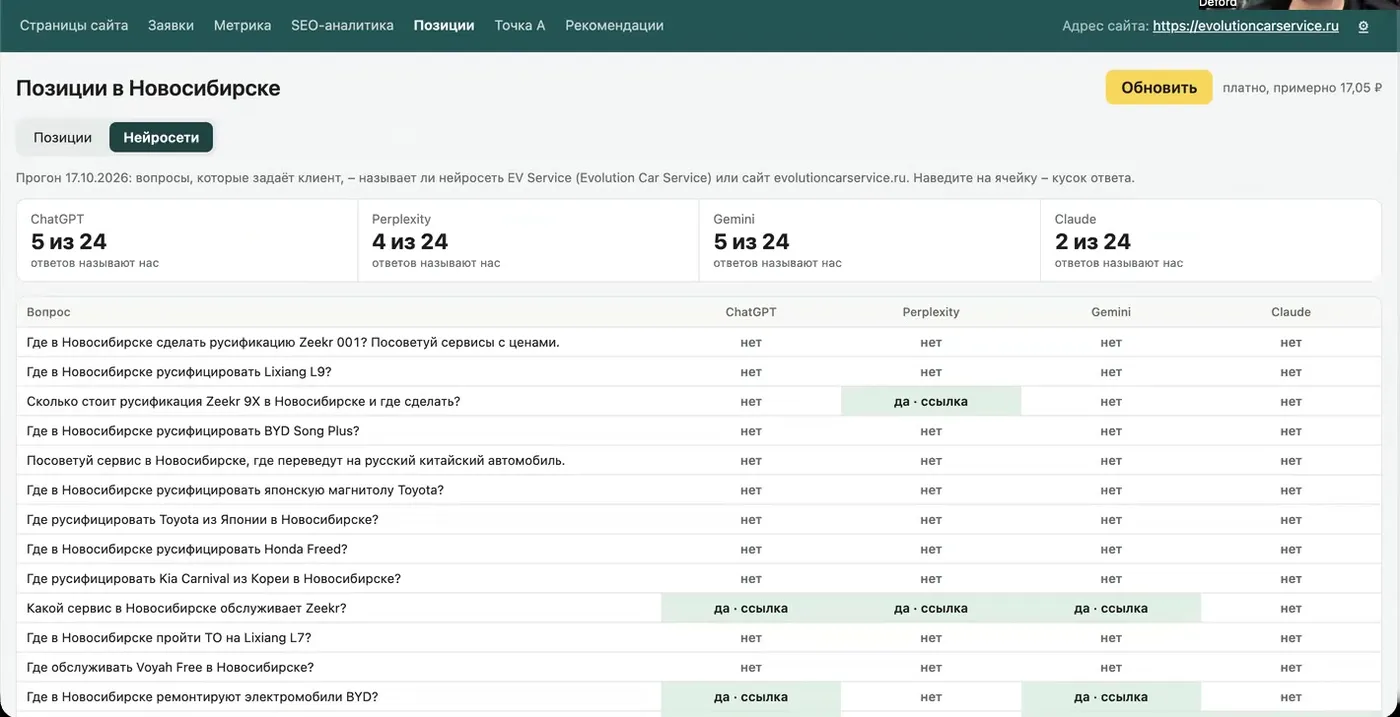 Deford
Страницы сайта Заявки Метрика SEO-аналитика Позиции Точка А Рекомендации Адрес сайта: https://evolutioncarservice.ru
Позиции в Новосибирске
Обновить платно, примерно 17,05 ₽
Позиции Нейросети
Прогон 17.10.2026: вопросы, которые задаёт клиент, – называет ли нейросеть EV Service (Evolution Car Service) или сайт evolutioncarservice.ru. Наведите на ячейку – кусок ответа.
ChatGPT Perplexity Gemini Claude
5 из 24 4 из 24 5 из 24 2 из 24
ответов называют нас ответов называют нас ответов называют нас ответов называют нас
Вопрос ChatGPT Perplexity Gemini Claude
Где в Новосибирске сделать русификацию Zeekr 001? Посоветуй сервисы с ценами. нет нет нет нет
Где в Новосибирске русифицировать Lixiang L9? нет нет нет нет
Сколько стоит русификация Zeekr 9X в Новосибирске и где сделать? нет да · ссылка нет нет
Где в Новосибирске русифицировать BYD Song Plus? нет нет нет нет
Посоветуй сервис в Новосибирске, где переведут на русский китайский автомобиль. нет нет нет нет
Где в Новосибирске русифицировать японскую магнитолу Toyota? нет нет нет нет
Где русифицировать Toyota из Японии в Новосибирске? нет нет нет нет
Где в Новосибирске русифицировать Honda Freed? нет нет нет нет
Где русифицировать Kia Carnival из Кореи в Новосибирске? нет нет нет нет
Какой сервис в Новосибирске обслуживает Zeekr? да · ссылка да · ссылка да · ссылка нет
Где в Новосибирске пройти ТО на Lixiang L7? нет нет нет нет
Где обслуживать Voyah Free в Новосибирске? нет нет нет нет
Где в Новосибирске ремонтируют электромобили BYD? да · ссылка нет да · ссылка нет